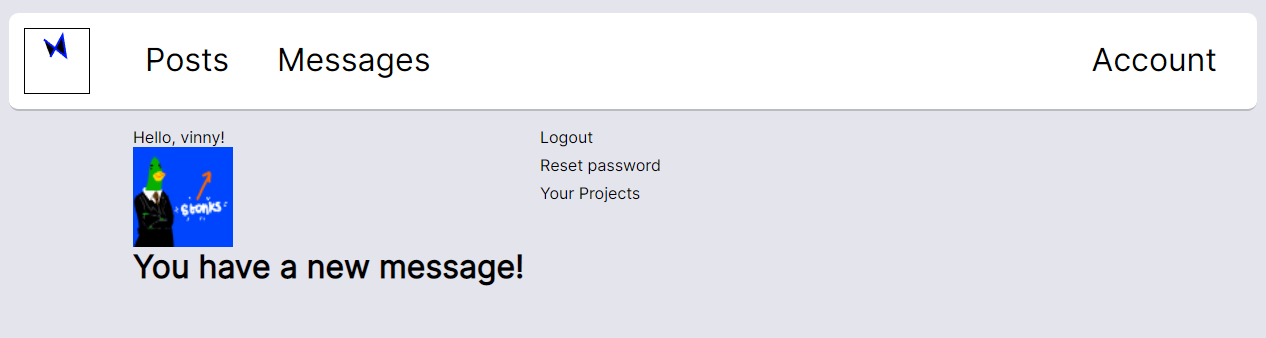 Posts Messages Account
Hello, vinny!
stonks
You have a new message!
Logout
Reset password
Your Projects